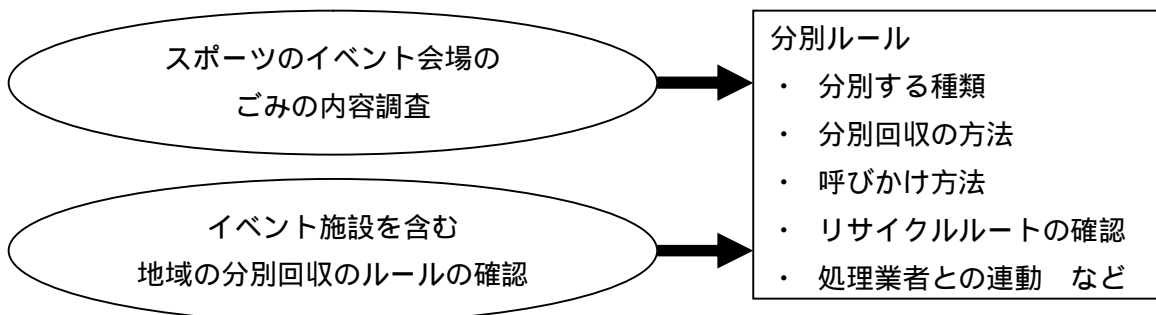 スポーツのイベント会場の
ごみの内容調査
イベント施設を含む
地域の分別回収のルールの確認
分別ルール
・ 分別する種類
・ 分別回収の方法
・ 呼びかけ方法
・ リサイクルルートの確認
・ 処理業者との連動　など